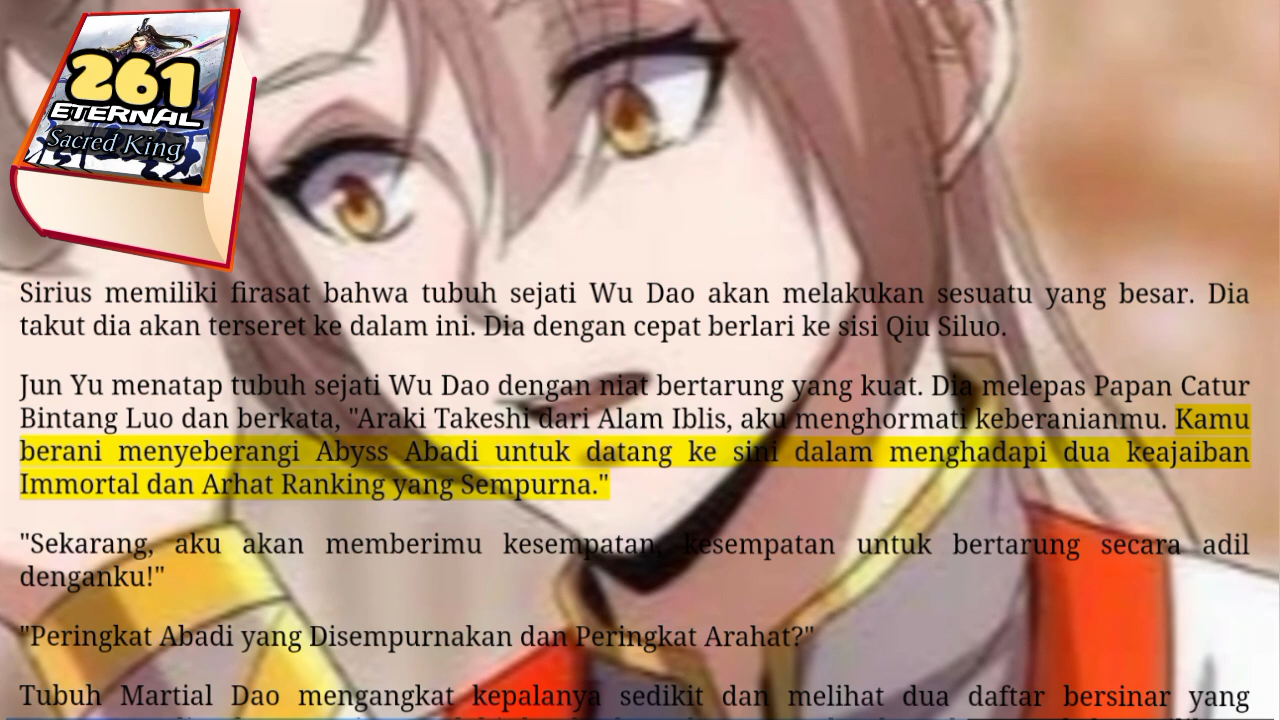 261
ETERNAL
Sacred King
Sirius memiliki firasat bahwa tubuh sejati Wu Dao akan melakukan sesuatu yang besar. Dia
takut dia akan terseret ke dalam ini. Dia dengan cepat berlari ke sisi Qiu Siluo.
Jun Yu menatap tubuh sejati Wu Dao dengan niat bertarung yang kuat. Dia melepas Papan Catur
Bintang Luo dan berkata, "Araki Takeshi dari Alam Iblis, aku menghormati keberanianmu. Kamu
berani menyeberangi Abyss Abadi untuk datang ke sini dalam menghadapi dua keajaiban
Immortal dan Arhat Ranking yang Sempurna."
"Sekarang, aku akan memberimu kesempatan, kesempatan untuk bertarung secara adil
denganku!"
"Peringkat Abadi yang Disempurnakan dan Peringkat Arahat?"
Tubuh Martial Dao mengangkat kepalanya sedikit dan melihat dua daftar bersinar yang